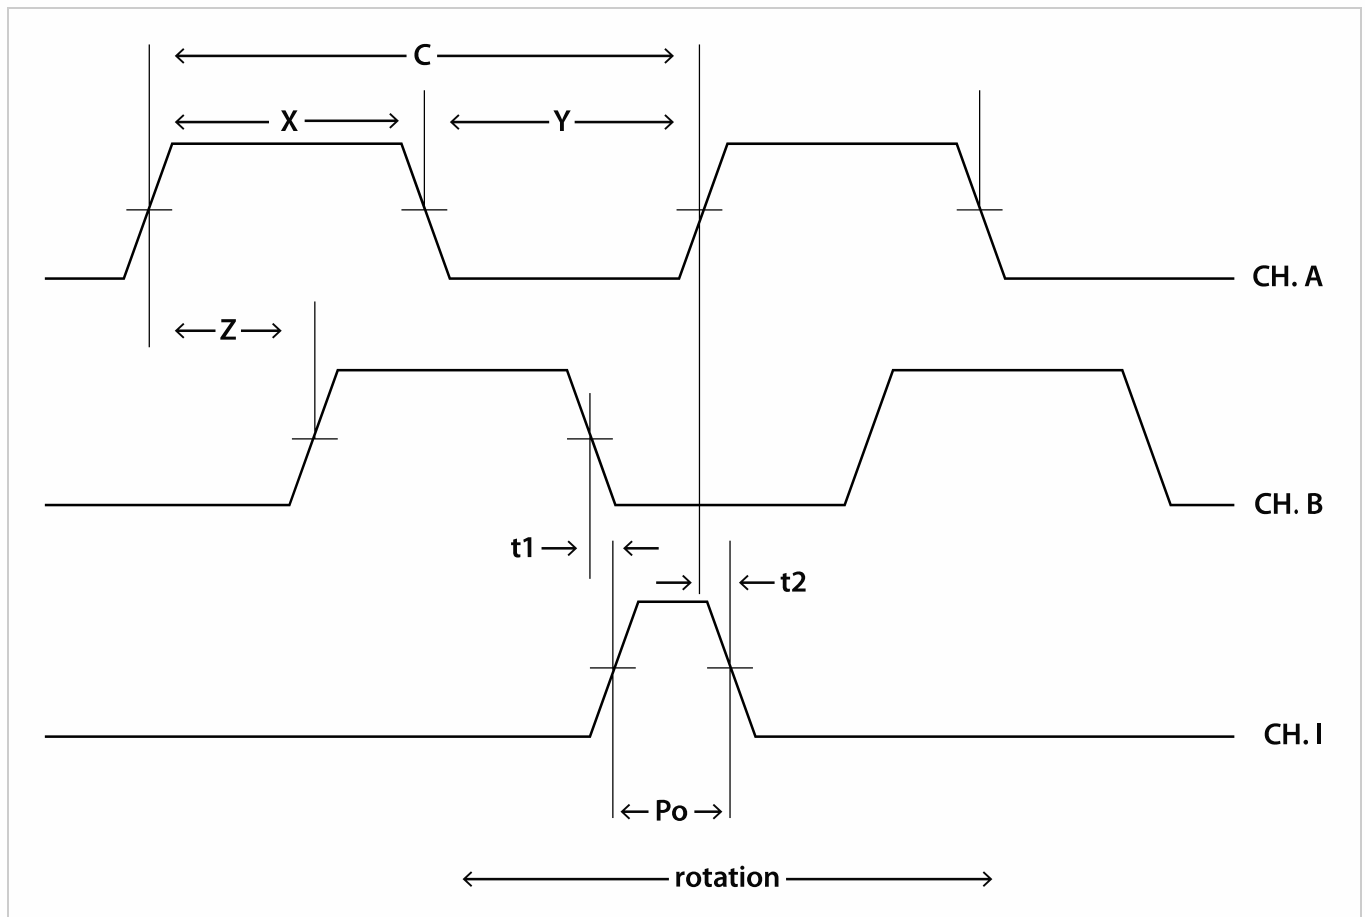 C
X Y
CH. A
Z
CH. B
t1
t2
CH. I
Po
rotation